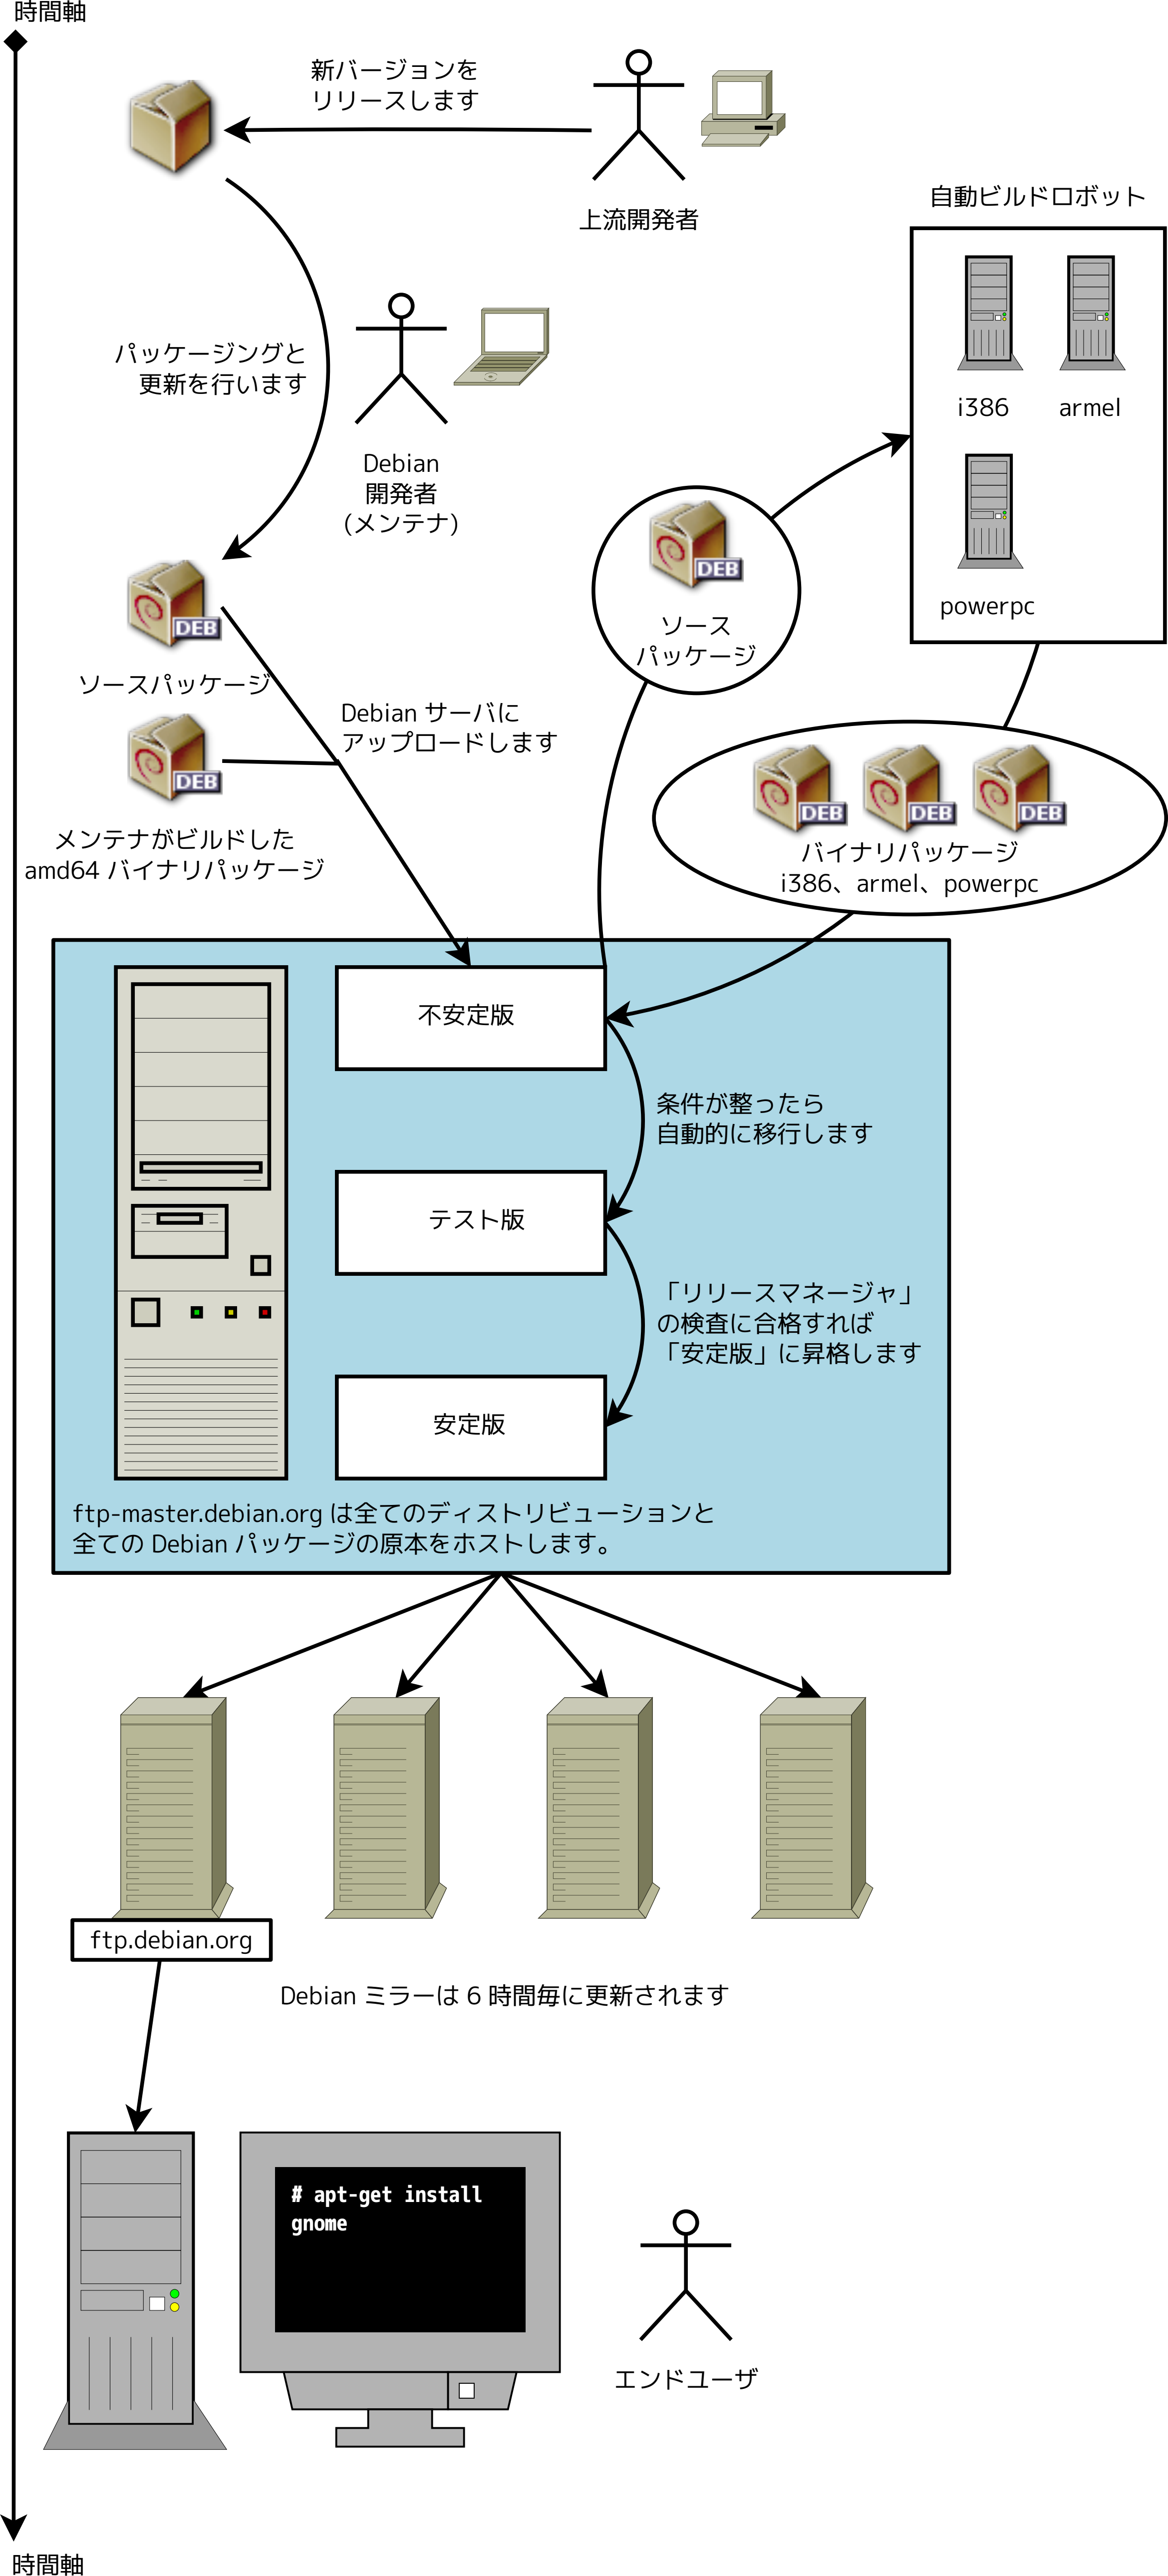 時間軸
新バージョンを
リリースします
上流開発者
自動ビルドロボット
i386
armel
powerpc
パッケージングと
更新を行います
Debian
開発者
(メンテナ)
DEB
ソース
パッケージ
DEB
ソースパッケージ
DEB
メンテナがビルドした
amd64 バイナリパッケージ
Debian サーバに
アップロードします
DEB
DEB
DEB
バイナリパッケージ
i386、armel、powerpc
不安定版
条件が整ったら
自動的に移行します
テスト版
「リリースマネージャ」
の検査に合格すれば
「安定版」に昇格します
安定版
ftp-master.debian.org は全てのディストリビューションと
全ての Debian パッケージの原本をホストします。
ftp.debian.org
Debian ミラーは 6 時間毎に更新されます
# apt-get install
gnome
エンドユーザ
時間軸